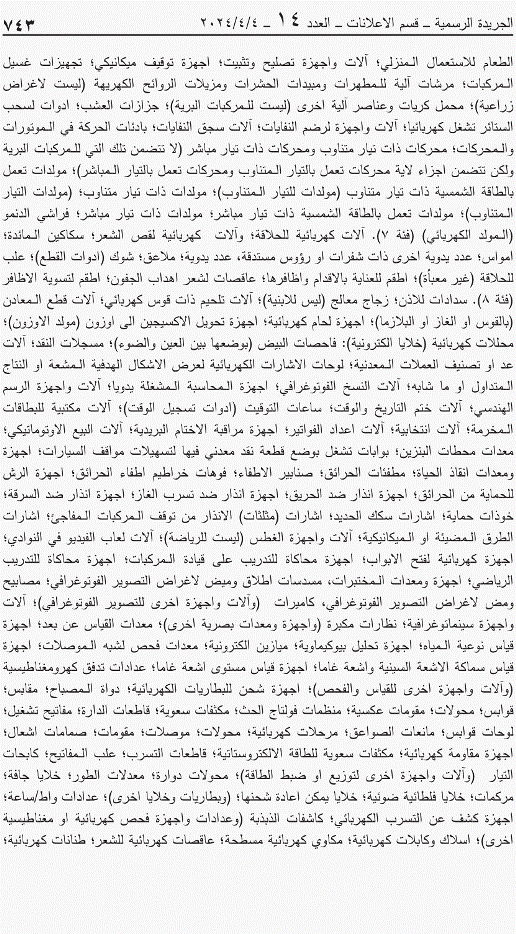 الجريدة الرسمية ــ قسم الاعلانات ــ العدد ١٤ ــ ٢٠٢٤/٤/٤ ٧٤٣
الطعام للاستعمال المنزلي؛ آلات واجهزة تصليح وتثبيت؛ اجهزة توقيف ميكانيكي؛ تجهيزات غسيل
المركبات؛ مرشات آلية للمطهرات ومبيدات الحشرات ومزيلات الروائح الكهريهة (ليست لاغراض
زراعية)؛ محمل كريات وعناصر آلية اخرى (ليست للمركبات البرية)؛ جزازات العشب؛ ادوات لسحب
الستائر تشغل كهربائيا؛ آلات واجهزة لرضم النفايات؛ آلات سحق النفايات؛ بادئات الحركة في الموتورات
والمحركات؛ محركات ذات تيار متناوب ومحركات ذات تيار مباشر (لا تتضمن تلك التي للمركبات البرية
ولكن تتضمن اجزاء لاية محركات تعمل بالتيار المتناوب ومحركات تعمل بالتيار المباشر)؛ مولدات تعمل
بالطاقة الشمسية ذات تيار متناوب (مولدات للتيار المتناوب)؛ مولدات ذات تيار متناوب؛ (مولدات التيار
المتناوب)؛ مولدات تعمل بالطاقة الشمسية ذات تيار مباشر؛ مولدات ذات تيار مباشر؛ فراشي الدنمو
(المولد الكهربائي) (فئة ٧). آلات كهربائية للحلاقة؛ وآلات كهربائية لقص الشعر؛ سكاكين المائدة؛
امواس؛ عدد يدوية اخرى ذات شفرات او رؤوس مستدقة، عدد يدوية؛ ملاعق؛ شوك (ادوات القطع)؛ علب
للحلاقة (غير معبأة)؛ اطقم للعناية بالاقدام واظافرها؛ عاقصات لشعر اهداب الجفون؛ اطقم لتسوية الاظافر
(فئة ٨). سدادات للاذن؛ زجاج معالج (ليس للابنية)؛ آلات تلحيم ذات قوس كهربائي؛ آلات قطع المعادن
(بالقوس او الغاز او البلازما)؛ اجهزة لحام كهربائية؛ اجهزة تحويل الاكسيجين الى اوزون (مولد الاوزون)؛
محللات كهربائية (خلايا الكترونية)؛ فاحصات البيض (بوضعها بين العين والضوء)؛ مسجلات النقد؛ آلات
عد او تصنيف العملات المعدنية؛ لوحات الاشارات الكهربائية لعرض الاشكال الهدفية المشعة او النتاج
المتداول او ما شابه؛ آلات النسخ الفوتوغرافي؛ اجهزة المحاسبة المشغلة يدويا؛ آلات واجهزة الرسم
الهندسي؛ آلات ختم التاريخ والوقت؛ ساعات التوقيت (ادوات تسجيل الوقت)؛ آلات مكتبية للبطاقات
المخرمة؛ آلات انتخابية؛ آلات اعداد الفواتير؛ اجهزة مراقبة الاختام البريدية؛ آلات البيع الاوتوماتيكي؛
معدات محطات البنزين؛ بوابات تشغل بوضع قطعة نقد معدني فيها لتسهيلات مواقف السيارات؛ اجهزة
ومعدات انقاذ الحياة؛ مطفئات الحرائق؛ صنابير الاطفاء؛ فوهات خراطيم اطفاء الحرائق؛ اجهزة الرش
للحماية من الحرائق؛ اجهزة انذار ضد الحريق؛ اجهزة انذار ضد تسرب الغاز؛ اجهزة انذار ضد السرقة؛
خوذات حماية؛ اشارات سكك الحديد؛ اشارات (مثلثات) الانذار من توقف المركبات المفاجئ؛ اشارات
الطرق المضيئة او الميكانيكية؛ آلات واجهزة الغطس (ليست للرياضة)؛ آلات لعاب الفيديو في النوادي؛
اجهزة كهربائية لفتح الابواب؛ اجهزة محاكاة للتدريب على قيادة المركبات؛ اجهزة محاكاة للتدريب
الرياضي؛ اجهزة ومعدات المختبرات، مسدسات اطلاق وميض لاغراض التصوير الفوتوغرافي؛ مصابيح
ومض لاغراض التصوير الفوتوغرافي، كاميرات (وآلات واجهزة اخرى للتصوير الفوتوغرافي)؛ آلات
واجهزة سينماتوغرافية؛ نظارات مكبرة (واجهزة ومعدات بصرية اخرى)؛ معدات القياس عن بعد؛ اجهزة
قياس نوعية المياه؛ اجهزة تحليل بيوكيماوية؛ ميازين الكترونية؛ معدات فحص لشبه الموصلات؛ اجهزة
قياس سماكة الاشعة السينية واشعة غاما؛ اجهزة قياس مستوى اشعة غاما؛ عدادات تدفق كهرومغناطيسية
(وآلات واجهزة اخرى للقياس والفحص)؛ اجهزة شحن للبطاريات الكهربائية؛ دواة المصباح؛ مقابس؛
قوابس؛ محولات؛ مقومات عكسية؛ منظمات فولتاج الحث؛ مكثفات سعوية؛ قاطعات الدارة؛ مفاتيح تشغيل؛
لوحات قوابس؛ مانعات الصواعق؛ مرحلات كهربائية؛ محولات؛ موصلات؛ مقومات؛ صمامات اشعال؛
اجهزة مقاومة كهربائية؛ مكثفات سعوية للطاقة الالكتروستاتية؛ قاطعات التسرب؛ علب المفاتيح؛ كابحات
التيار (وآلات واجهزة اخرى لتوزيع او ضبط الطاقة)؛ محولات دوارة؛ معدلات الطور؛ خلايا جافة؛
مركمات؛ خلايا فلطائية ضوئية؛ خلايا يمكن اعادة شحنها؛ (وبطاريات وخلايا اخرى)؛ عدادات واط/ساعة؛
اجهزة كشف عن التسرب الكهربائي؛ كاشفات الذبذبة (وعدادات واجهزة فحص كهربائية او مغناطيسية
اخرى)؛ اسلاك وكابلات كهربائية؛ مكاوي كهربائية مسطحة؛ عاقصات كهربائية للشعر؛ طنانات كهربائية؛